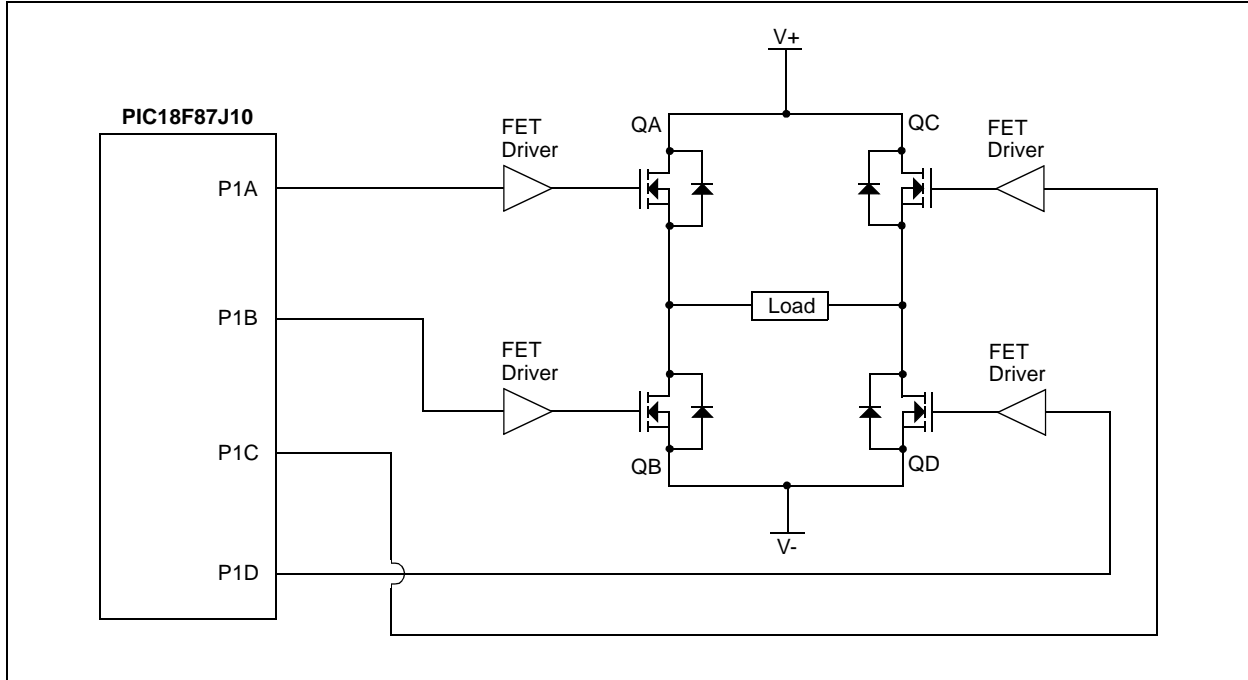 V+
PIC18F87J10
QA
QC
FET
Driver
FET
Driver
P1A
P1B
Load
FET
Driver
FET
Driver
P1C
QB
QD
V-
P1D